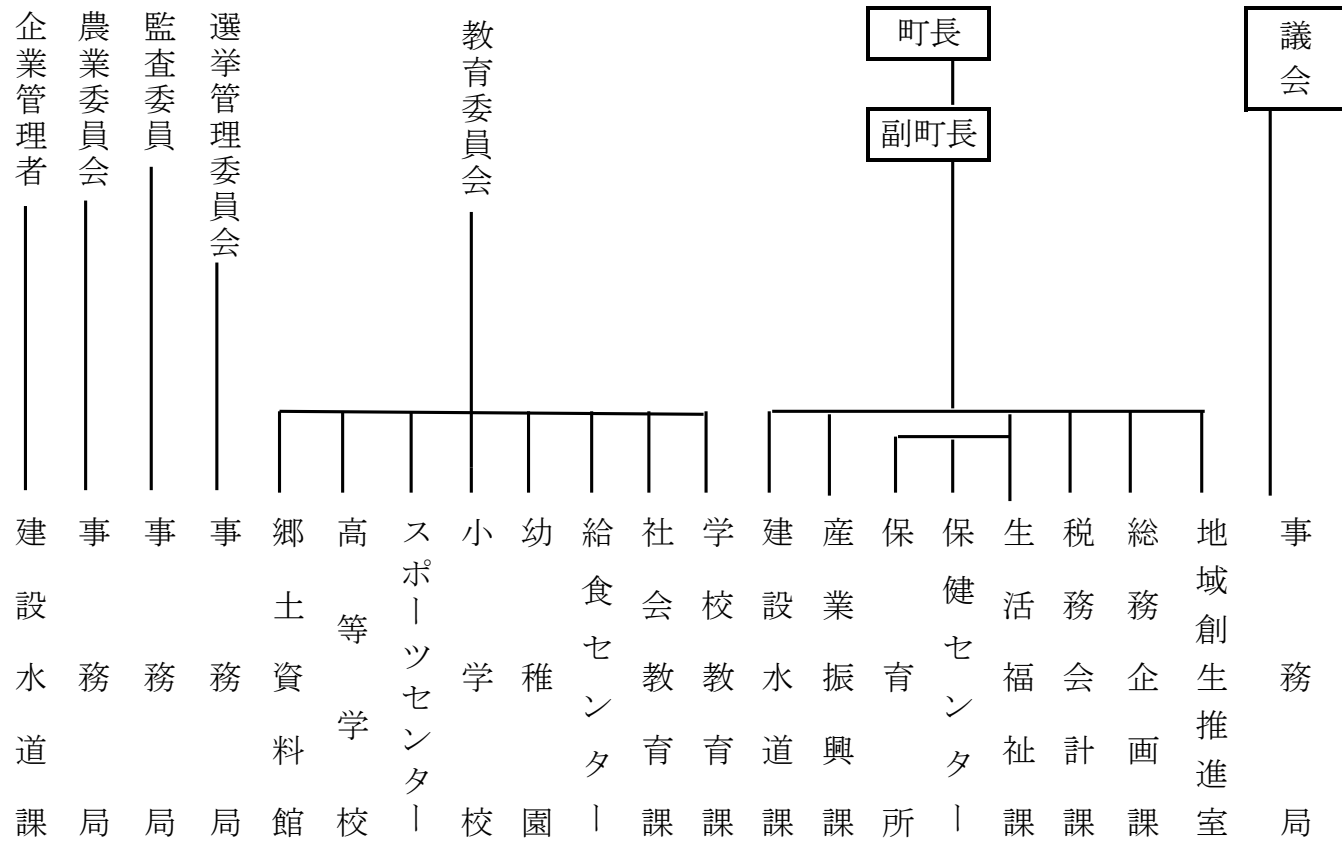 議会
町長
副町長
教育委員会
選挙管理委員会
監査委員
農業委員会
企業管理者
事務局
地域創生推進室
総務企画課
税務会計課
生活福祉課
保健センター
保育所
産業振興課
建設水道課
学校教育課
社会教育課
給食センター
幼稚園
小学校
スポーツセンター
高等学校
郷土資料館
事務局
事務局
事務局
建設水道課